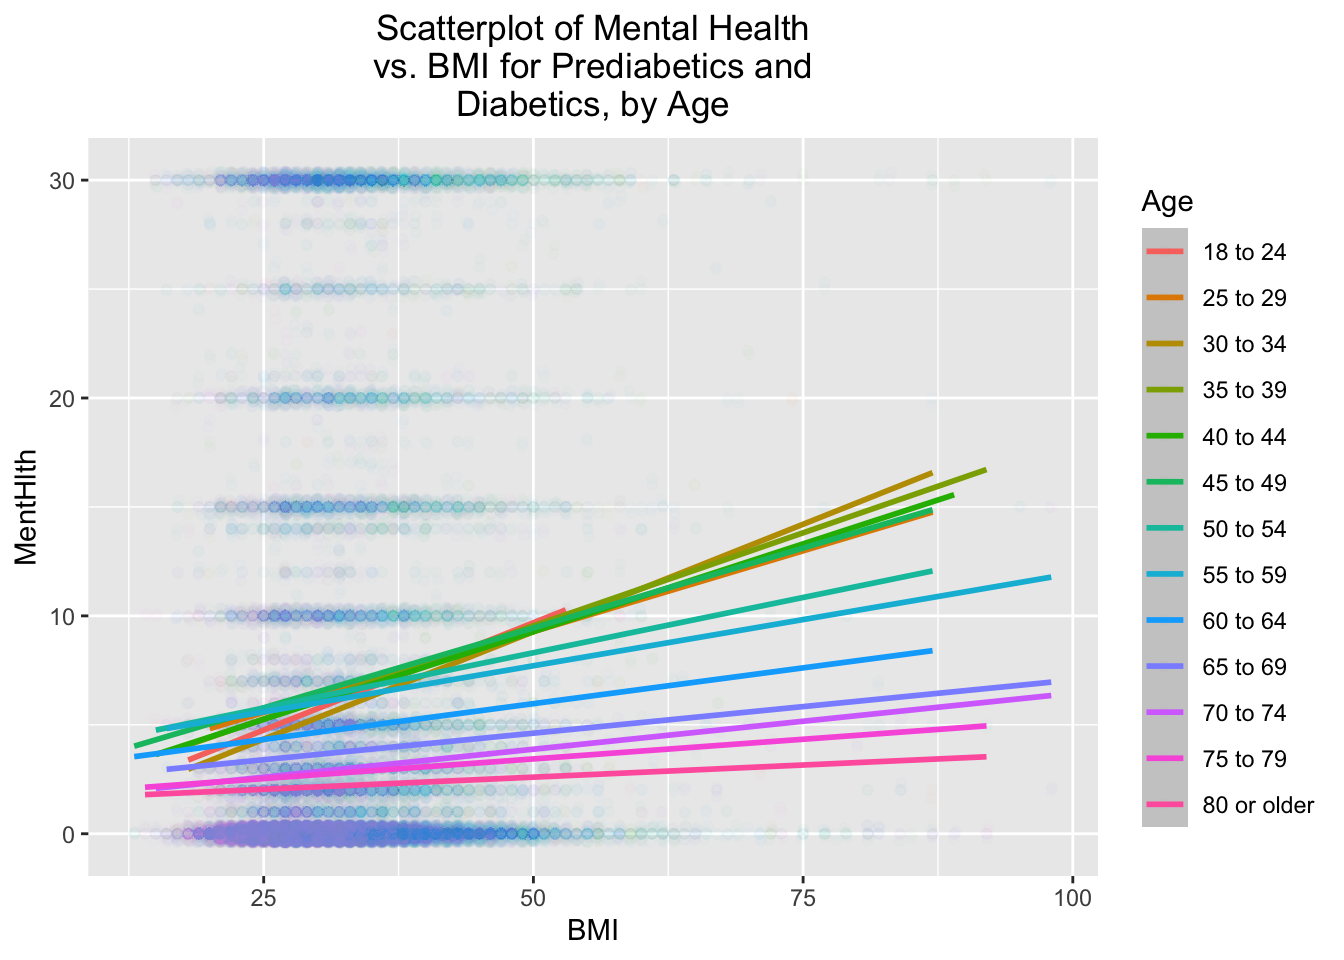 Scatterplot of Mental Health
vs. BMI for Prediabetics and
Diabetics, by Age
MentHlth
30
20
10
0
25
50
75
100
BMI
Age
18 to 24
25 to 29
30 to 34
35 to 39
40 to 44
45 to 49
50 to 54
55 to 59
60 to 64
65 to 69
70 to 74
75 to 79
80 or older